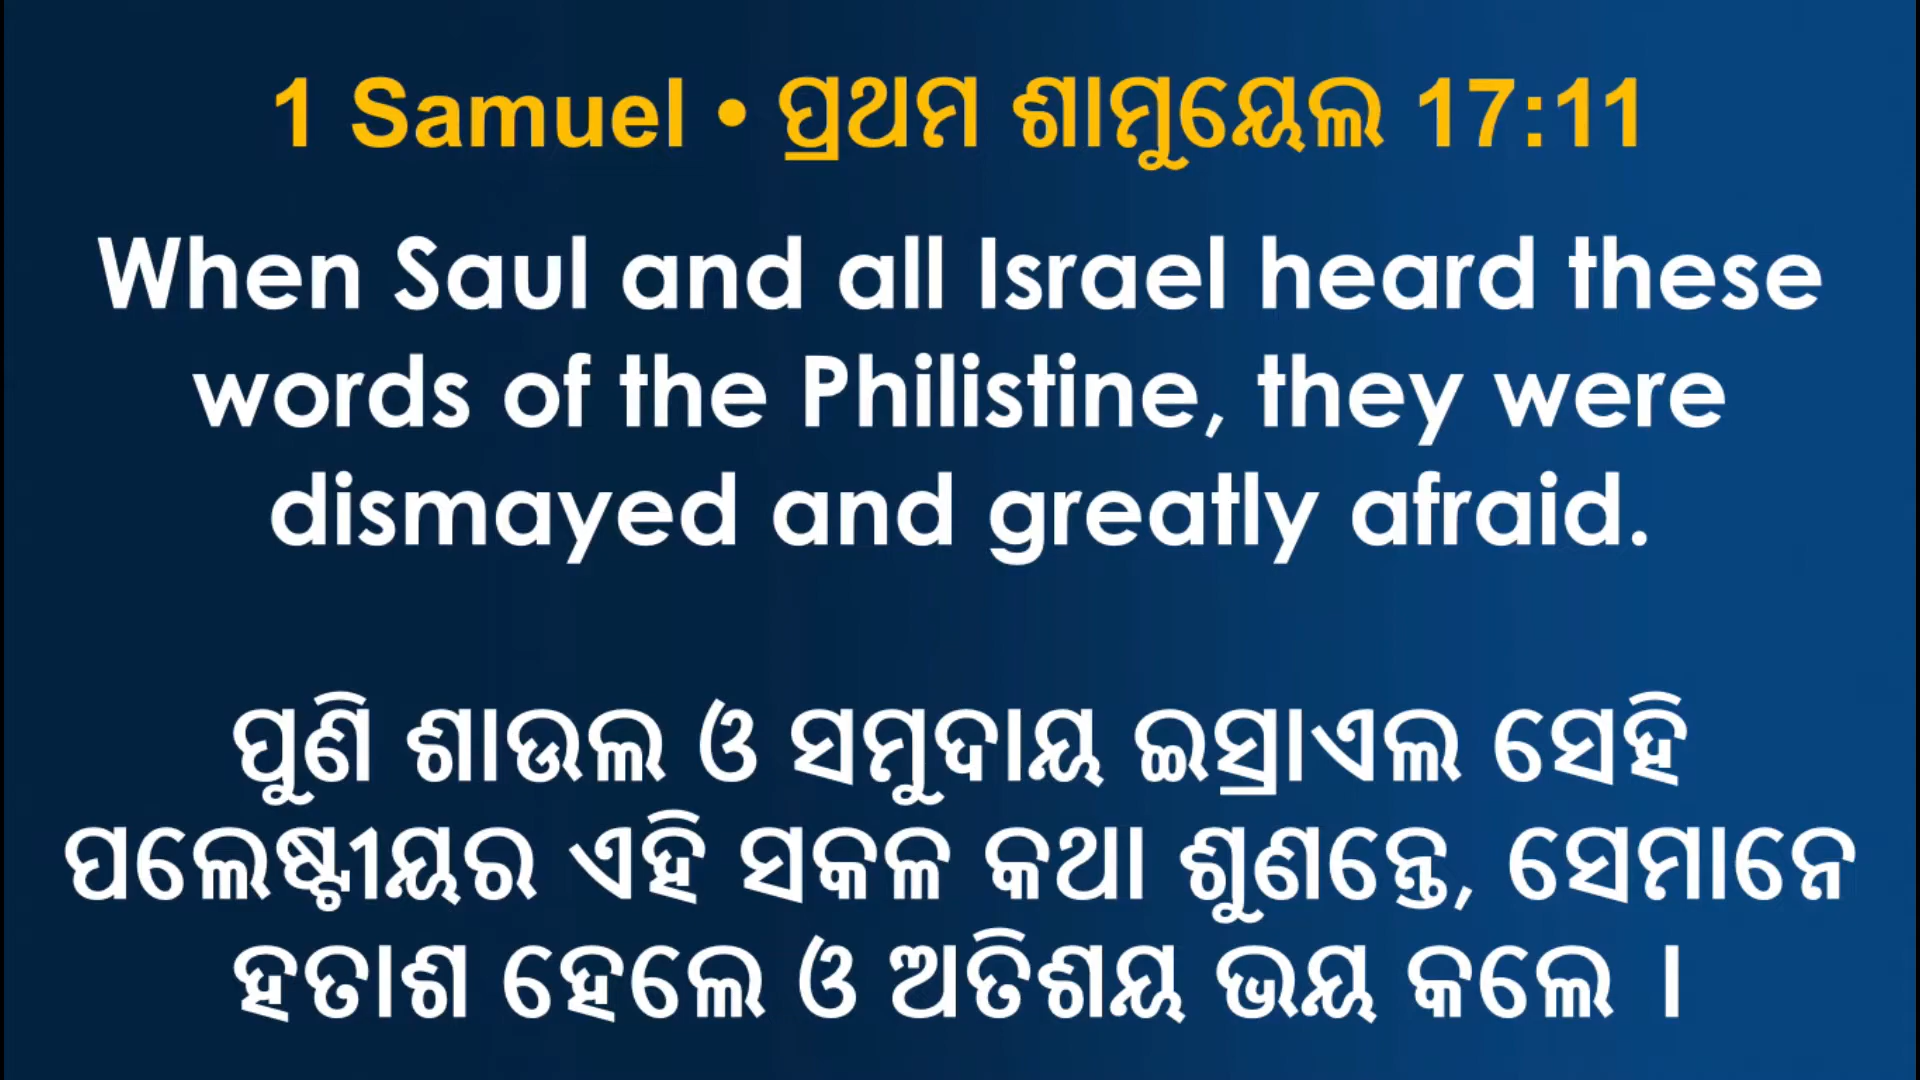 1 Samuel • ପ୍ରଥମ ଶାମୁୟେଲ 17:11
When Saul and all Israel heard these
words of the Philistine, they were
dismayed and greatly afraid.
ପୁଣି ଶାଉଲ ଓ ସମୁଦାୟ ଇସ୍ରାଏଲ ସେହି
ପଲେଷ୍ଟୀୟର ଏହି ସକଳ କଥା ଶୁଣନ୍ତେ, ସେମାନେ
ହତାଶ ହେଲେ ଓ ଅତିଶୟ ଭୟ କଲେ ।